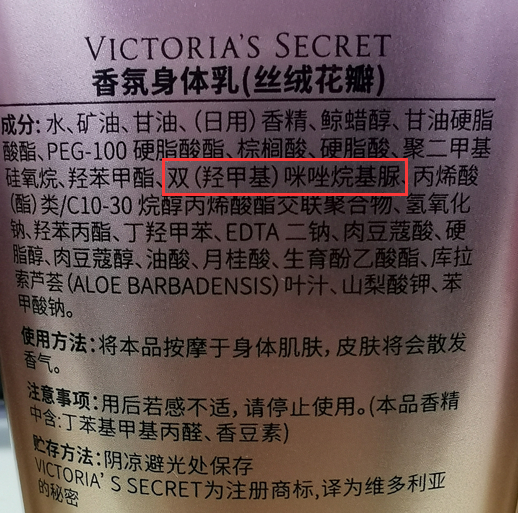 VICTORIA'S SECRET
香氛身体乳(丝绒花瓣)
成分:水、矿油、甘油、(日用)香精、鲸蜡醇、甘油硬脂
酸酯、PEG-100 硬脂酸酯、棕榈酸、硬脂酸、聚二甲基
硅氧烷、羟苯甲酯、双(羟甲基)咪唑烷基脲、丙烯酸
(酯)类/C10-30 烷醇丙烯酸酯交联聚合物、氢氧化
钠、羟苯丙酯、丁羟甲苯、EDTA 二钠、肉豆蔻酸、硬
脂醇、肉豆蔻醇、油酸、月桂酸、生育酚乙酸酯、库拉
索芦荟(ALOE BARBADENSIS)叶汁、山梨酸钾、苯
甲酸钠。
使用方法:将本品按摩于身体肌肤,皮肤将会散发
香气。
注意事项:用后若感不适,请停止使用。(本品香精
中含:丁苯基甲基丙醛、香豆素)
贮存方法:阴凉避光处保存
VICTORIA'S SECRET为注册商标,译为维多利亚
的秘密